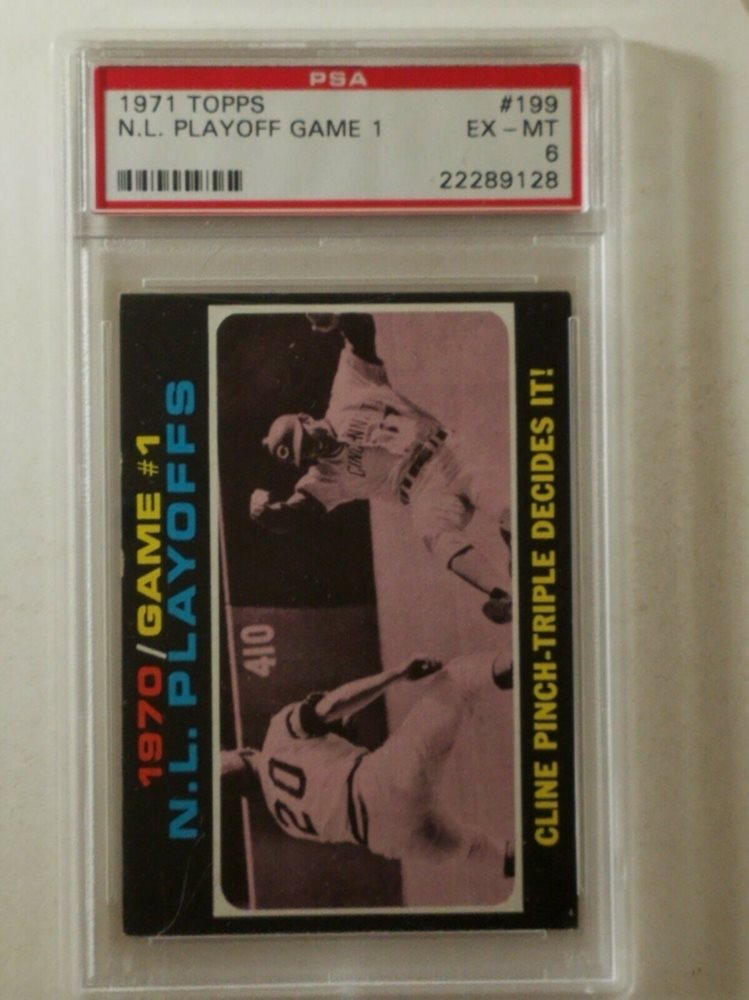 PSA
1971 TOPPS #199
N.L. PLAYOFF GAME 1 EX - MT
6
22289128
1970/GAME #1
N.L. PLAYOFFS
C
CINCINNATI
410
20
CLINE PINCH-TRIPLE DECIDES IT!